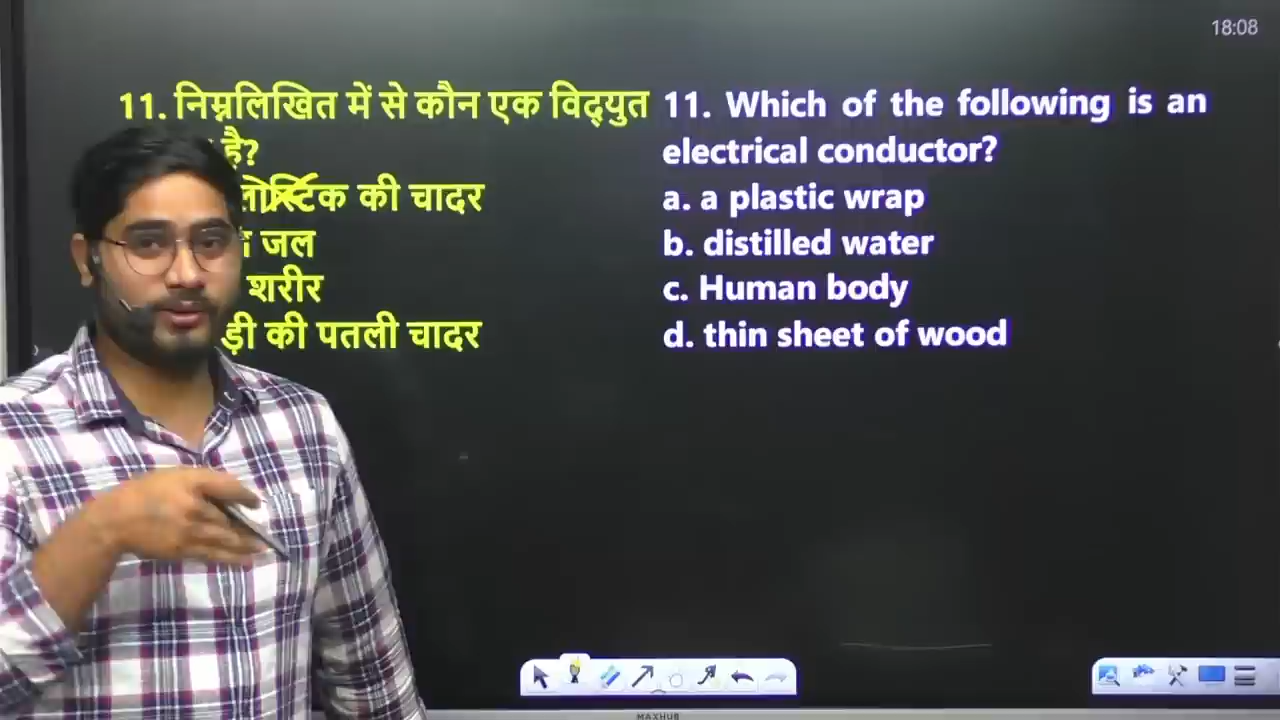 18:08
11. निम्नलिखित में से कौन एक विद्युत
है?
की चादर
जल
शरीर
की पतली चादर
11. Which of the following is an
electrical conductor?
a. a plastic wrap
b. distilled water
c. Human body
d. thin sheet of wood
MAXHUB